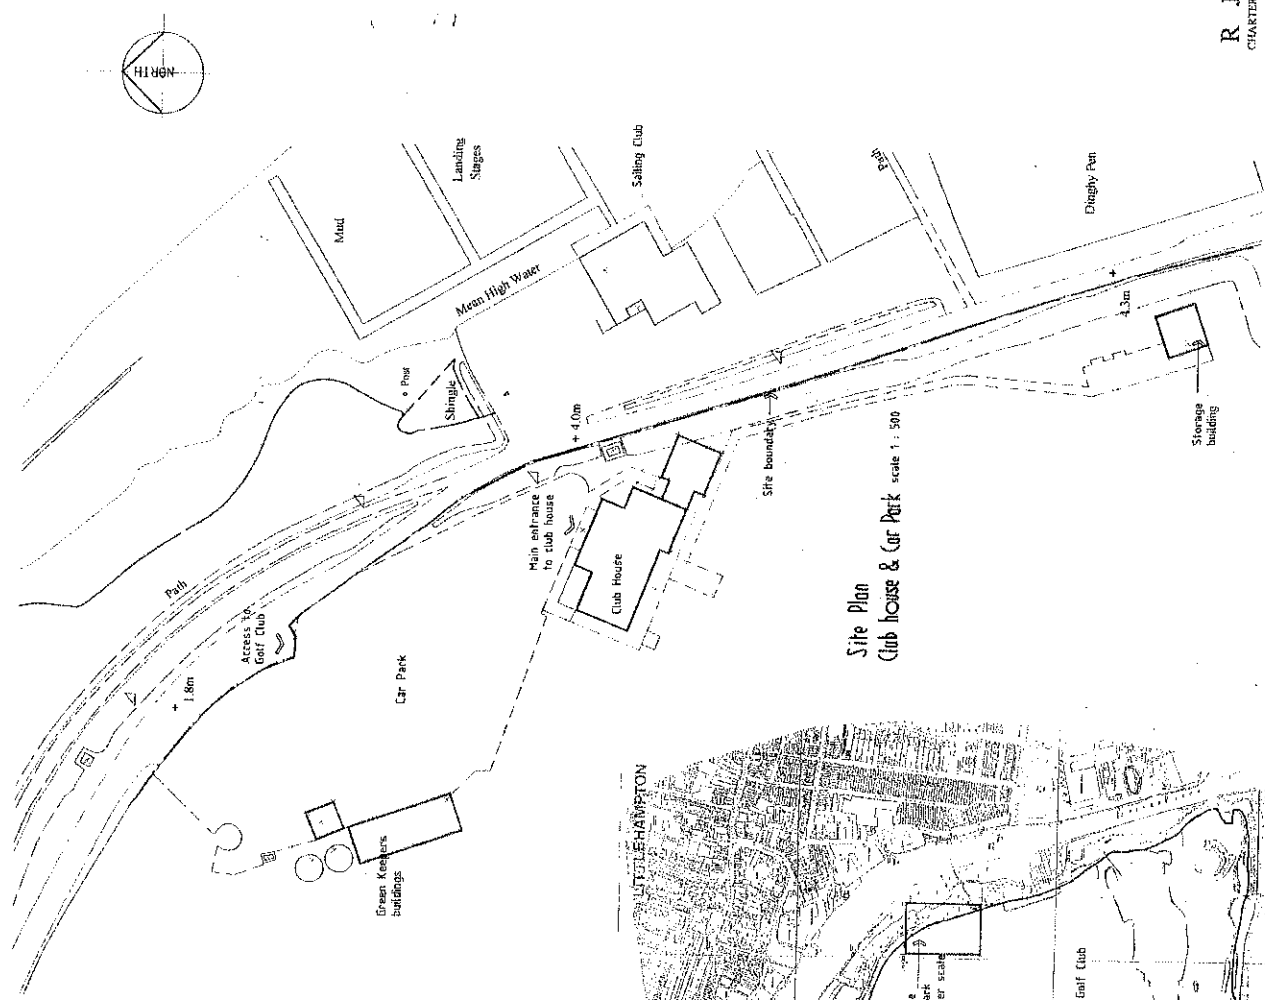 NORTH
R
CHARTER
Landing
Stages
Sailing Club
Mud
Path
Dinghy Pen
Mean High Water
Post
Shingle
4.3m
4.0m
Storage
building
Site boundary
Main entrance
to club house
Club House
Path
Access to
Golf Club
1.8m
Car Park
Green Keepers
buildings
Site Plan
Club house & Car Park scale 1 : 500
LITTLEHAMPTON
er scale
Golf Club